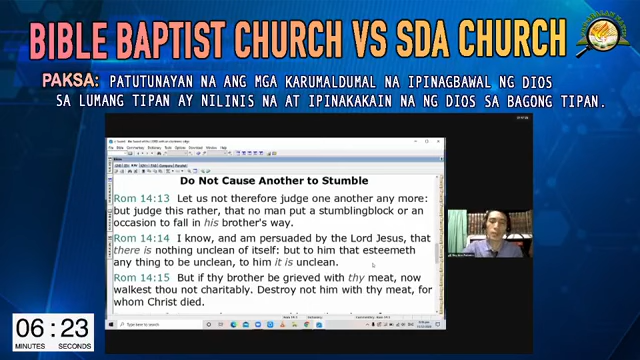 BIBLE BAPTIST CHURCH VS SDA CHURCH
PAKSA: PATUTUNAYAN NA ANG MGA KARUMALDUMAL NA IPINAGBAWAL NG DIOS
SA LUMANG TIPAN AY NILINIS NA AT IPINAKAKAIN NA NG DIOS SA BAGONG TIPAN.
Do Not Cause Another to Stumble
Rom 14:13 Let us not therefore judge one another any more:
but judge this rather, that no man put a stumblingblock or an
occasion to fall in his brother's way.
Rom 14:14 I know, and am persuaded by the Lord Jesus, that
there is nothing unclean of itself: but to him that esteemeth
any thing to be unclean, to him it is unclean.
Rom 14:15 But if thy brother be grieved with thy meat, now
walkest thou not charitably. Destroy not him with thy meat, for
whom Christ died.
Type here to search
06 : 23
MINUTES SECONDS